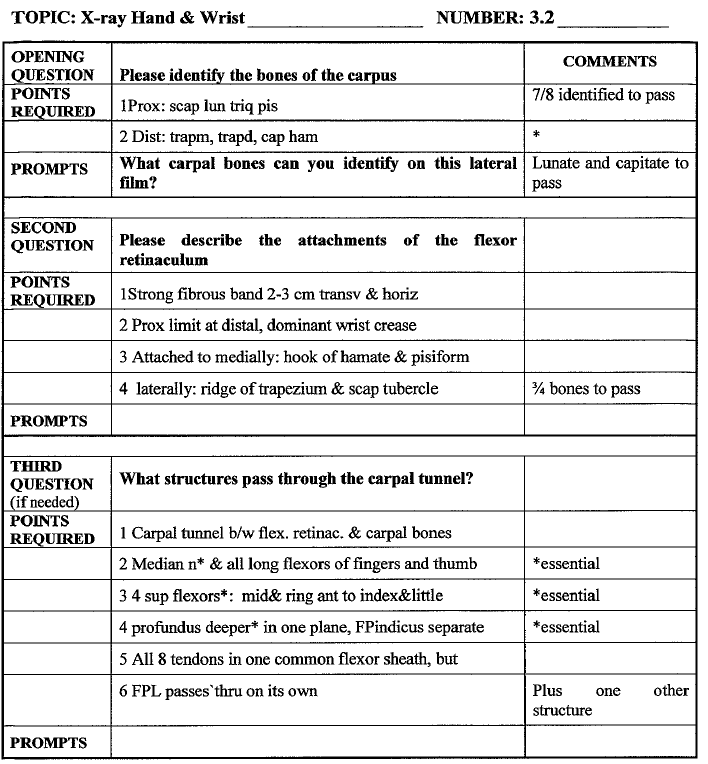 TOPIC: X-ray Hand & Wrist NUMBER: 3.2
OPENING QUESTION Please identify the bones of the carpus COMMENTS
POINTS REQUIRED 1Prox: scap lun triq pis 7/8 identified to pass
2 Dist: trapm, trapd, cap ham *
PROMPTS What carpal bones can you identify on this lateral film? Lunate and capitate to pass
SECOND QUESTION Please describe the attachments of the flexor retinaculum
POINTS REQUIRED 1Strong fibrous band 2-3 cm transv & horiz
2 Prox limit at distal, dominant wrist crease
3 Attached to medially: hook of hamate & pisiform
4 laterally: ridge of trapezium & scap tubercle ¾ bones to pass
PROMPTS
THIRD QUESTION (if needed) What structures pass through the carpal tunnel?
POINTS REQUIRED 1 Carpal tunnel b/w flex. retinac. & carpal bones
2 Median n* & all long flexors of fingers and thumb *essential
3 4 sup flexors*: mid& ring ant to index&little *essential
4 profundus deeper* in one plane, FPindicus separate *essential
5 All 8 tendons in one common flexor sheath, but
6 FPL passes`thru on its own Plus one other structure
PROMPTS